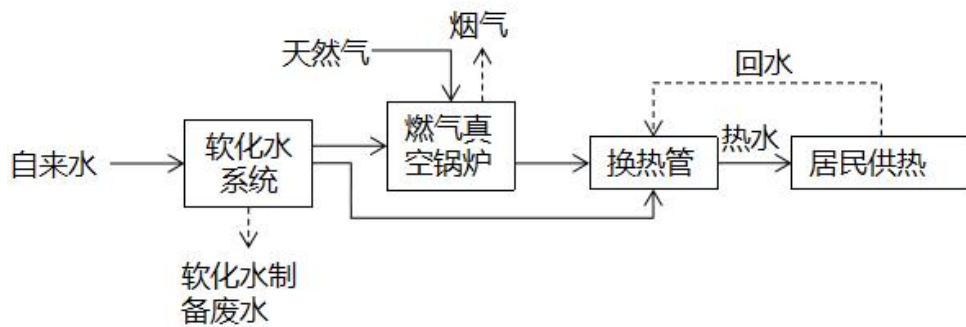 烟气
天然气
回水
燃气真
空锅炉
热水
自来水
软化水
系统
换热管
居民供热
软化水制
备废水